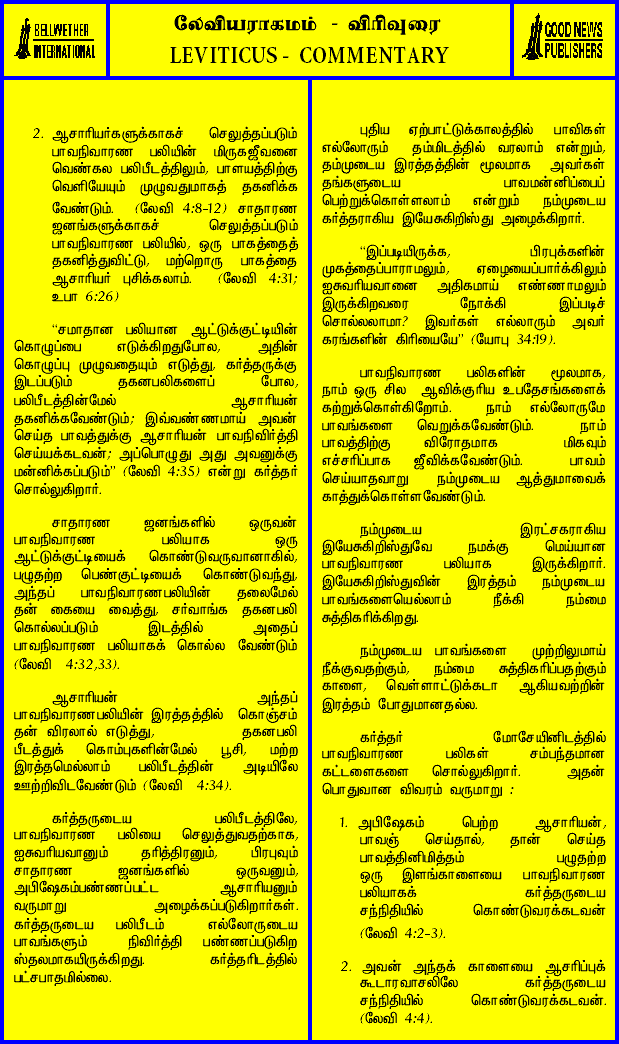 BELLWETHER
INTERNATIONAL
லேவியராகமம் - விரிவுரை
LEVITICUS - COMMENTARY
GOOD NEWS
PUBLISHERS
2. ஆசாரியர்களுக்காகச் செலுத்தப்படும்
பாவநிவாரண பலியின் மிருகஜீவனை
வெண்கல பலிபீடத்திலும், பாளயத்திற்கு
வெளியேயும் முழுவதுமாகத் தகனிக்க
வேண்டும். (லேவி 4:8-12) சாதாரண
ஜனங்களுக்காகச் செலுத்தப்படும்
பாவநிவாரண பலியில், ஒரு பாகத்தைத்
தகனித்துவிட்டு, மற்றொரு பாகத்தை
ஆசாரியர் புசிக்கலாம். (லேவி 4:31;
உபா 6:26)
“சமாதான பலியான ஆட்டுக்குட்டியின்
கொழுப்பை எடுக்கிறதுபோல, அதின்
கொழுப்பு முழுவதையும் எடுத்து, கர்த்தருக்கு
இடப்படும் தகனபலிகளைப் போல,
பலிபீடத்தின்மேல் ஆசாரியன்
தகனிக்கவேண்டும்; இவ்வண்ணமாய் அவன்
செய்த பாவத்துக்கு ஆசாரியன் பாவநிவிர்த்தி
செய்யக்கடவன்; அப்பொழுது அது அவனுக்கு
மன்னிக்கப்படும்” (லேவி 4:35) என்று கர்த்தர்
சொல்லுகிறார்.
சாதாரண ஜனங்களில் ஒருவன்
பாவநிவாரண பலியாக ஒரு
ஆட்டுக்குட்டியைக் கொண்டுவருவானாகில்,
பழுதற்ற பெண்குட்டியைக் கொண்டுவந்து,
அந்தப் பாவநிவாரணபலியின் தலைமேல்
தன் கையை வைத்து, சர்வாங்க தகனபலி
கொல்லப்படும் இடத்தில் அதைப்
பாவநிவாரண பலியாகக் கொல்ல வேண்டும்
(லேவி 4:32,33).
ஆசாரியன் அந்தப்
பாவநிவாரணபலியின் இரத்தத்தில் கொஞ்சம்
தன் விரலால் எடுத்து, தகனபலி
பீடத்துக் கொம்புகளின்மேல் பூசி, மற்ற
இரத்தமெல்லாம் பலிபீடத்தின் அடியிலே
ஊற்றிவிடவேண்டும் (லேவி 4:34).
கர்த்தருடைய பலிபீடத்திலே,
பாவநிவாரண பலியை செலுத்துவதற்காக,
ஐசுவரியவானும் தரித்திரனும், பிரபுவும்
சாதாரண ஜனங்களில் ஒருவனும்,
அபிஷேகம்பண்ணப்பட்ட ஆசாரியனும்
வருமாறு அழைக்கப்படுகிறார்கள்.
கர்த்தருடைய பலிபீடம் எல்லோருடைய
பாவங்களும் நிவிர்த்தி பண்ணப்படுகிற
ஸ்தலமாகயிருக்கிறது. கர்த்தரிடத்தில்
பட்சபாதமில்லை.
புதிய ஏற்பாட்டுக்காலத்தில் பாவிகள்
எல்லோரும் தம்மிடத்தில் வரலாம் என்றும்,
தம்முடைய இரத்தத்தின் மூலமாக அவர்கள்
தங்களுடைய பாவமன்னிப்பைப்
பெற்றுக்கொள்ளலாம் என்றும் நம்முடைய
கர்த்தராகிய இயேசுகிறிஸ்து அழைக்கிறார்.
“இப்படியிருக்க, பிரபுக்களின்
முகத்தைப்பாராமலும், ஏழையைப்பார்க்கிலும்
ஐசுவரியவானை அதிகமாய் எண்ணாமலும்
இருக்கிறவரை நோக்கி இப்படிச்
சொல்லலாமா? இவர்கள் எல்லாரும் அவர்
கரங்களின் கிரியையே” (யோபு 34:19).
பாவநிவாரண பலிகளின் மூலமாக,
நாம் ஒரு சில ஆவிக்குரிய உபதேசங்களைக்
கற்றுக்கொள்கிறோம். நாம் எல்லோருமே
பாவங்களை வெறுக்கவேண்டும். நாம்
பாவத்திற்கு விரோதமாக மிகவும்
எச்சரிப்பாக ஜீவிக்கவேண்டும். பாவம்
செய்யாதவாறு நம்முடைய ஆத்துமாவைக்
காத்துக்கொள்ளவேண்டும்.
நம்முடைய இரட்சகராகிய
இயேசுகிறிஸ்துவே நமக்கு மெய்யான
பாவநிவாரண பலியாக இருக்கிறார்.
இயேசுகிறிஸ்துவின் இரத்தம் நம்முடைய
பாவங்களையெல்லாம் நீக்கி நம்மை
சுத்திகரிக்கிறது.
நம்முடைய பாவங்களை முற்றிலுமாய்
நீக்குவதற்கும், நம்மை சுத்திகரிப்பதற்கும்
காளை, வெள்ளாட்டுக்கடா ஆகியவற்றின்
இரத்தம் போதுமானதல்ல.
கர்த்தர் மோசேயினிடத்தில்
பாவநிவாரண பலிகள் சம்பந்தமான
கட்டளைகளை சொல்லுகிறார். அதன்
பொதுவான விவரம் வருமாறு :
1. அபிஷேகம் பெற்ற ஆசாரியன்,
பாவஞ் செய்தால், தான் செய்த
பாவத்தினிமித்தம் பழுதற்ற
ஒரு இளங்காளையை பாவநிவாரண
பலியாகக் கர்த்தருடைய
சந்நிதியில் கொண்டுவரக்கடவன்
(லேவி 4:2-3).
2. அவன் அந்தக் காளையை ஆசரிப்புக்
கூடாரவாசலிலே கர்த்தருடைய
சந்நிதியில் கொண்டுவரக்கடவன்.
(லேவி 4:4).